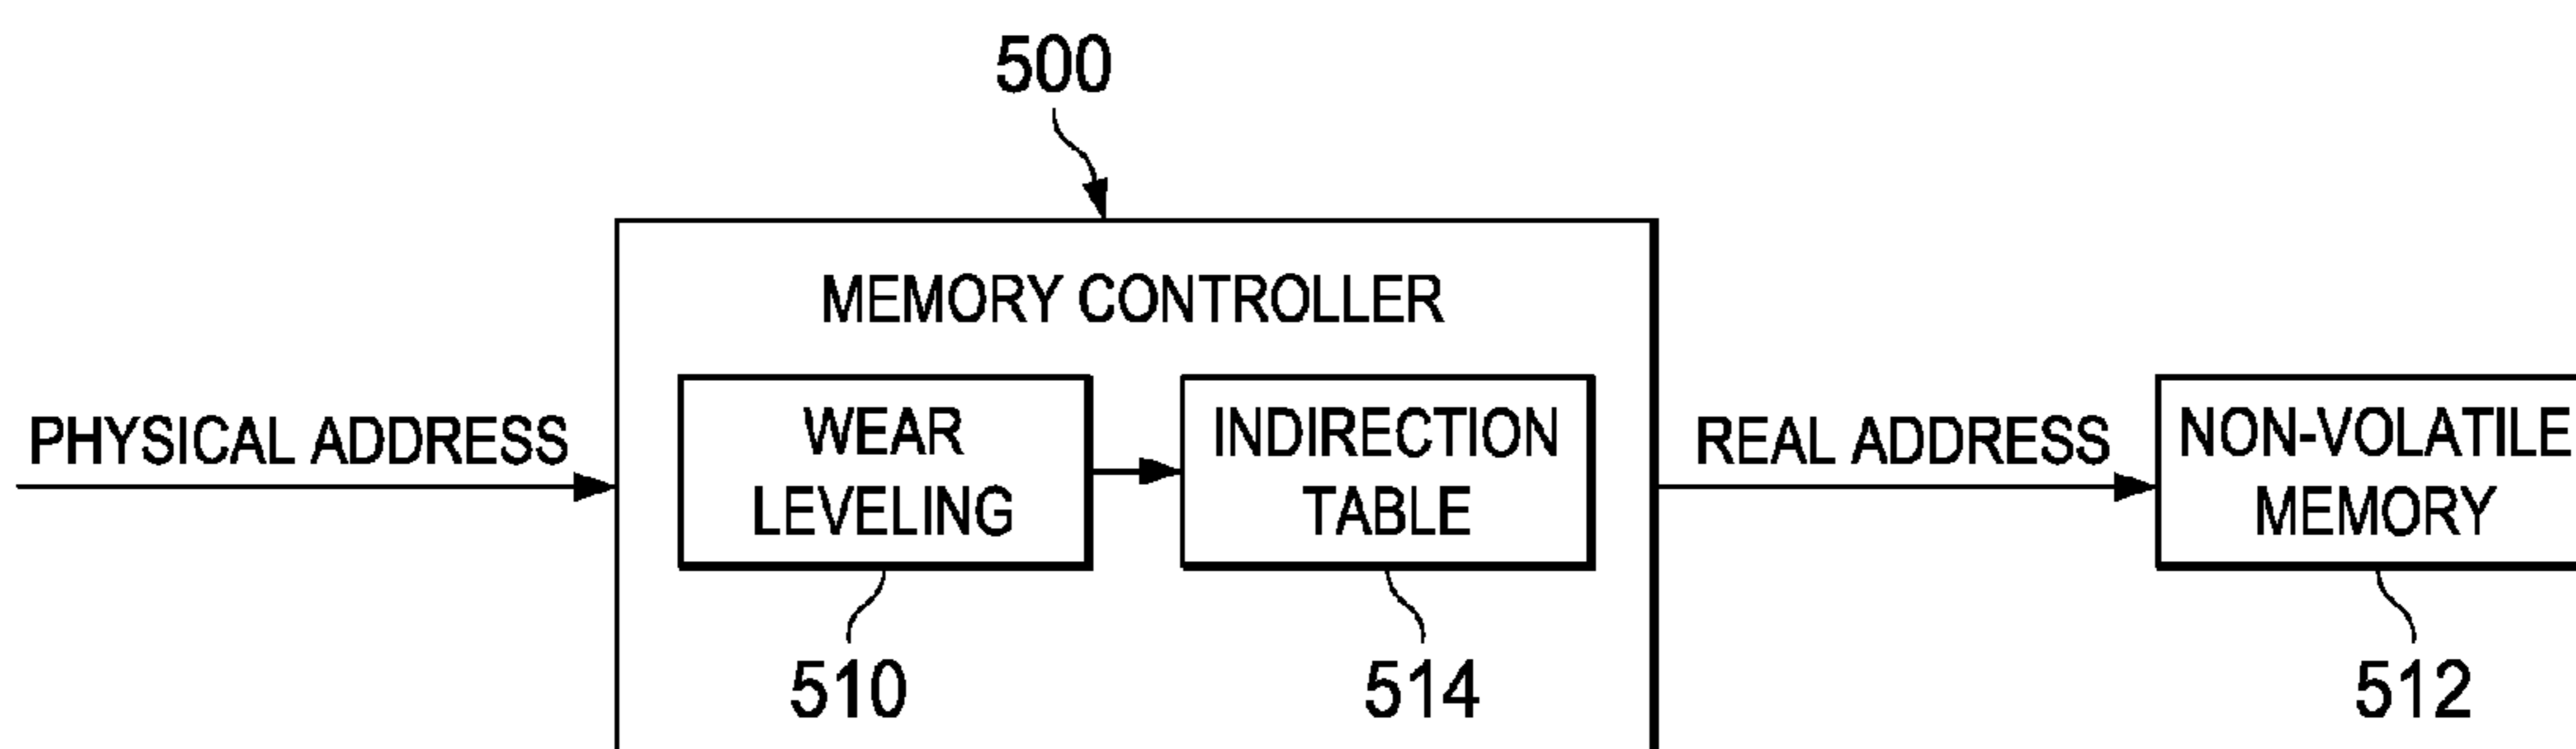 500
MEMORY CONTROLLER
PHYSICAL ADDRESS
WEAR
LEVELING
INDIRECTION
TABLE
REAL ADDRESS
NON-VOLATILE
MEMORY
510
514
512